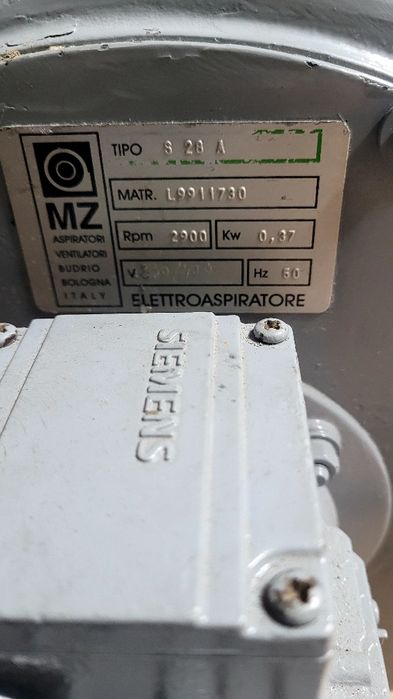 TIPO S 28 A
MATR. L9911730
MZ
Rpm 2900 Kw 0,37
ASPIRATORI
VENTILATORI
BUDRIO
BOLOGNA
ITALY
V. Hz 50
ELETTROASPIRATORE
SIEMENS